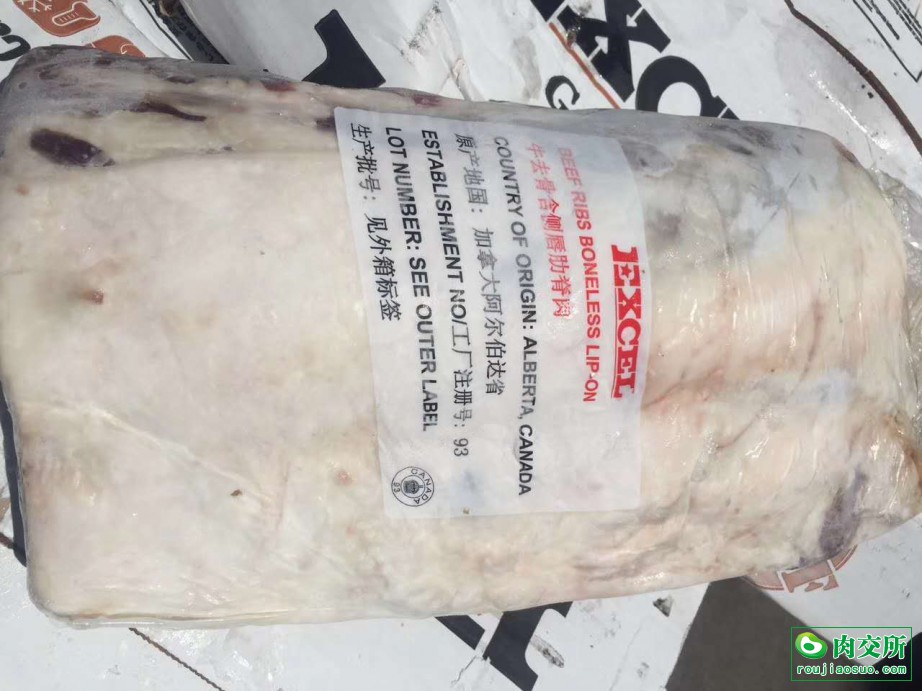 EXCEL
BEEF RIBS BONELESS LIP-ON
牛去骨含侧唇肋脊肉
COUNTRY OF ORIGIN: ALBERTA, CANADA
原产地国：加拿大阿尔伯达省
ESTABLISHMENT NO/工厂注册号：93
LOT NUMBER: SEE OUTER LABEL
生产批号：见外箱标签
CANADA
93
肉交所
roujiaosuo.com